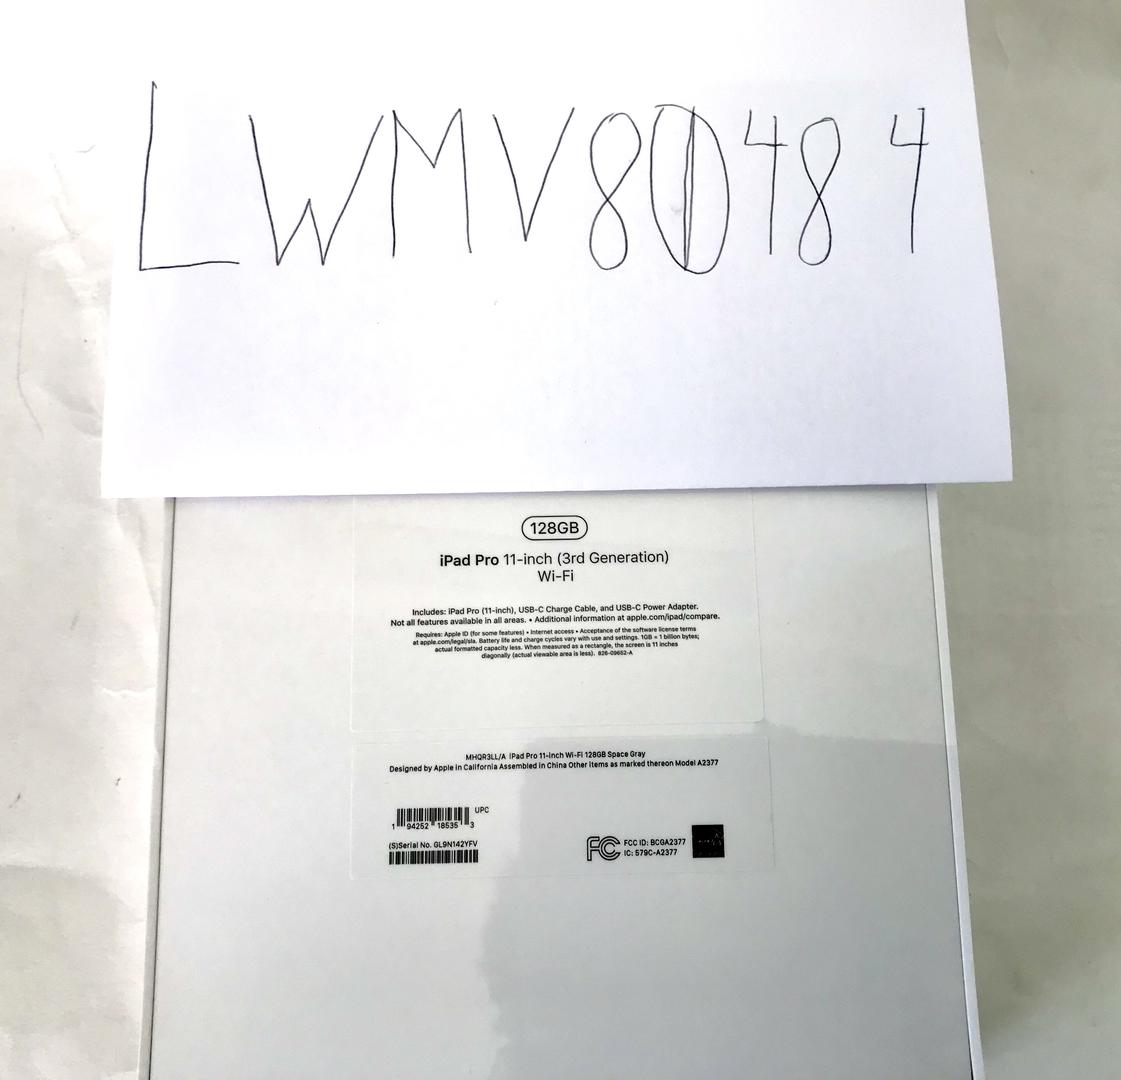 LWMV80484
128GB
iPad Pro 11-inch (3rd Generation)
Wi-Fi
Includes: iPad Pro (11-inch), USB-C Charge Cable, and USB-C Power Adapter.
Not all features available in all areas. • Additional information at apple.com/ipad/compare.
Requires: Apple ID (for some features) • Internet access • Acceptance of the software license terms
at apple.com/legal/sla. Battery life and charge cycles vary with use and settings. 1GB = 1 billion bytes;
actual formatted capacity less. When measured as a rectangle, the screen is 11 inches
diagonally (actual viewable area is less). 826-09652-A
MHQR3LL/A iPad Pro 11-inch Wi-Fi 128GB Space Gray
Designed by Apple in California Assembled in China Other items as marked thereon Model A2377
UPC
1 94252 18535 3
(S)Serial No. GL9N142YFV
FC FCC ID: BCGA2377
IC: 579C-A2377